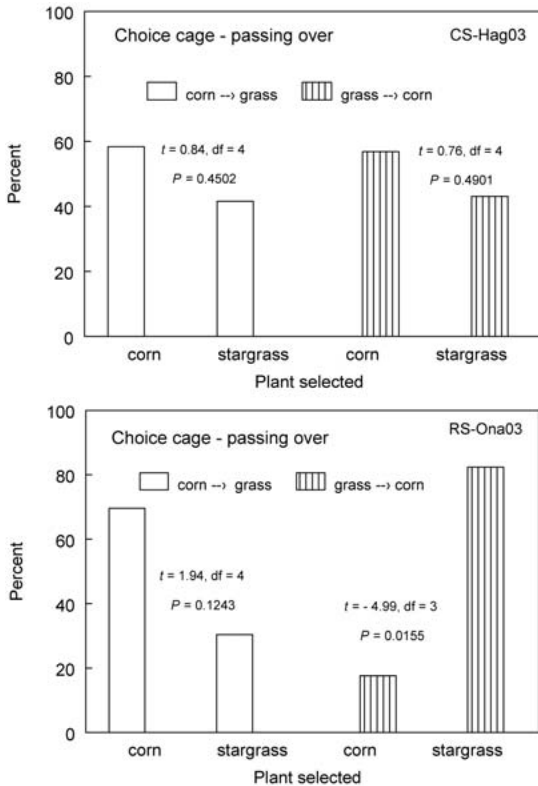 100
Choice cage - passing over
CS-Hag03
80
corn --> grass
grass --> corn
60
t = 0.84, df = 4
t = 0.76, df = 4
P = 0.4502
P = 0.4901
40
20
0
Percent
corn stargrass corn stargrass
Plant selected
100
Choice cage - passing over
RS-Ona03
80
corn --> grass
grass --> corn
60
t = 1.94, df = 4
P = 0.1243
40
t = - 4.99, df = 3
P = 0.0155
20
0
Percent
corn stargrass corn stargrass
Plant selected